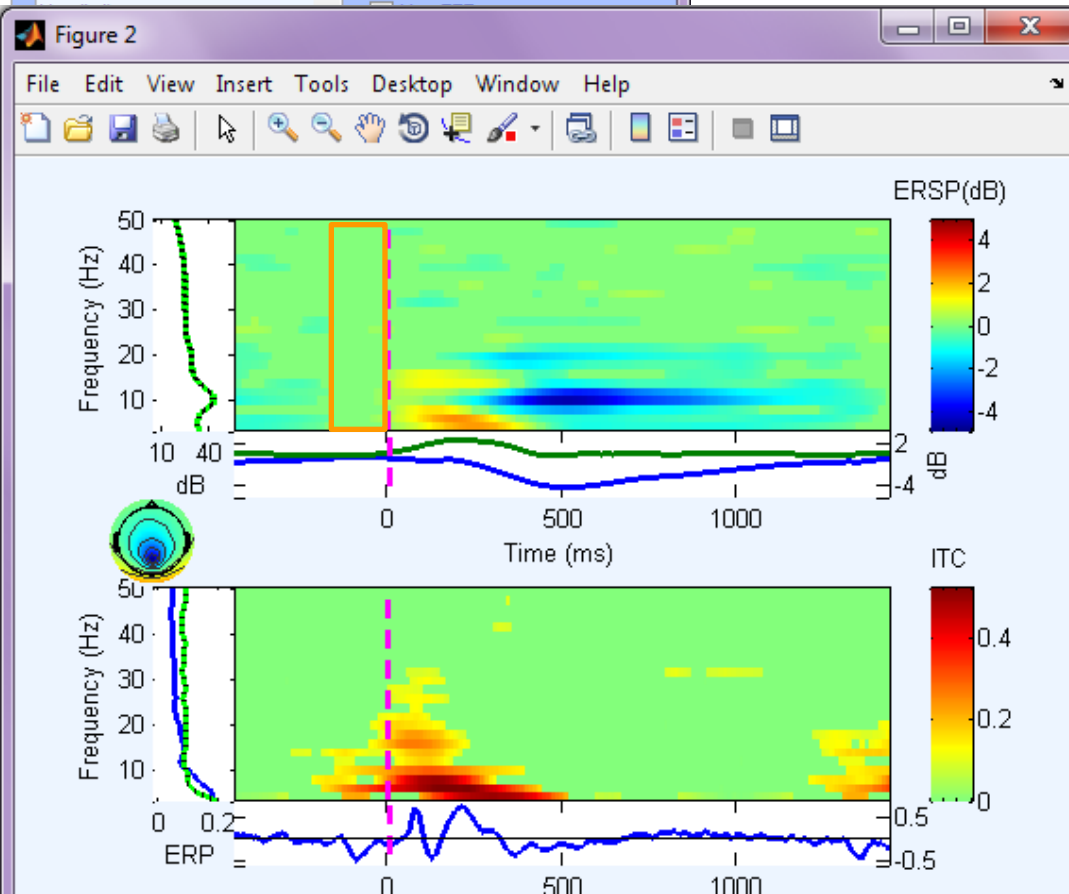 Figure 2
File Edit View Insert Tools Desktop Window Help
ERSP(dB)
50
40
30
20
10
Frequency (Hz)
4
2
0
-2
-4
10 40
dB
2
-4
dB
0 500 1000
Time (ms)
ITC
50
40
30
20
10
Frequency (Hz)
0.4
0.2
0
0 0.2
ERP
0.5
-0.5
0 500 1000